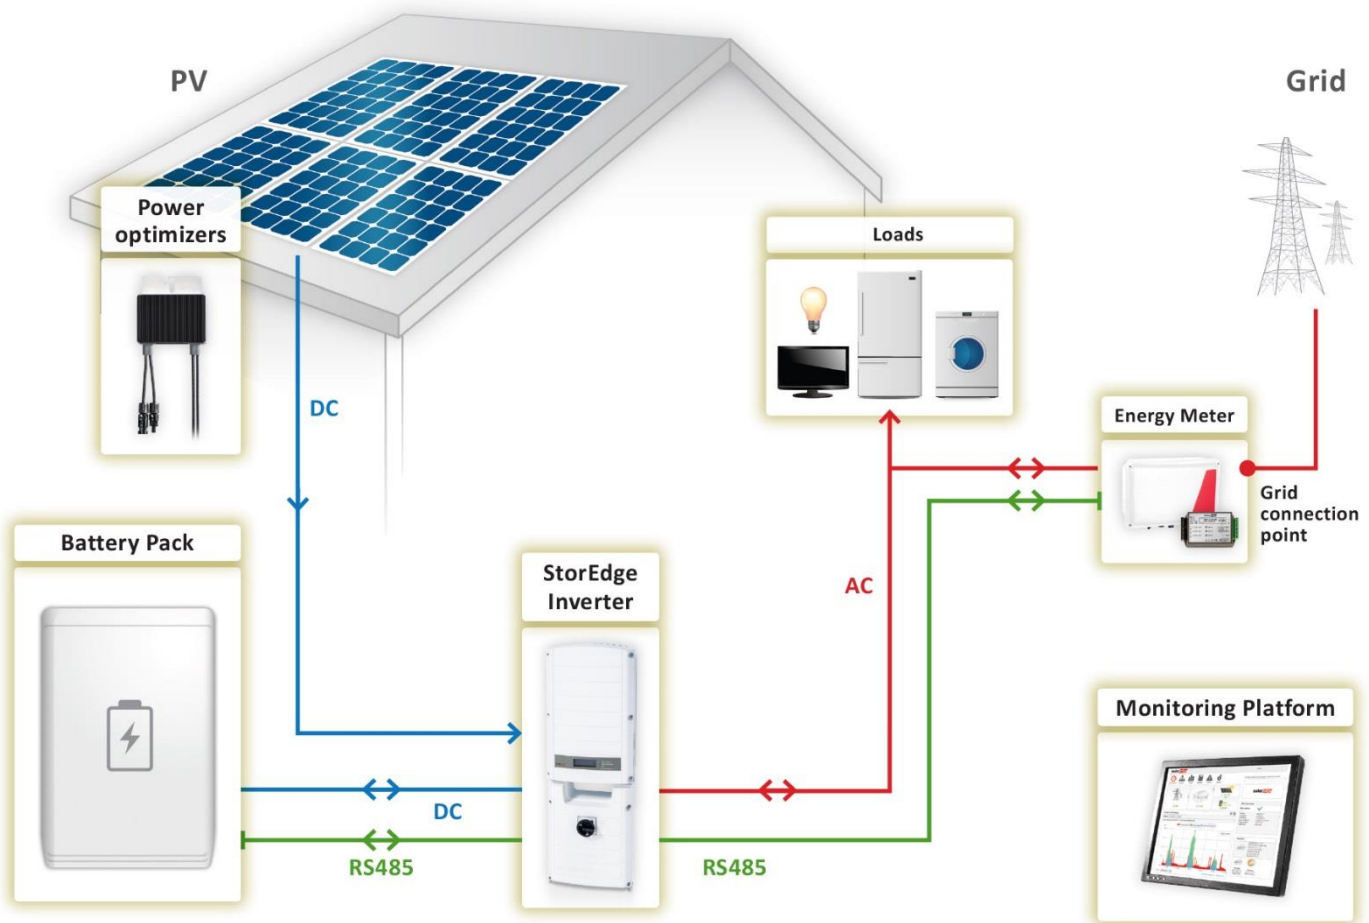 PV
Grid
Power
optimizers
Loads
DC
Energy Meter
Grid
connection
point
Battery Pack
StorEdge
Inverter
AC
Monitoring Platform
DC
RS485
RS485